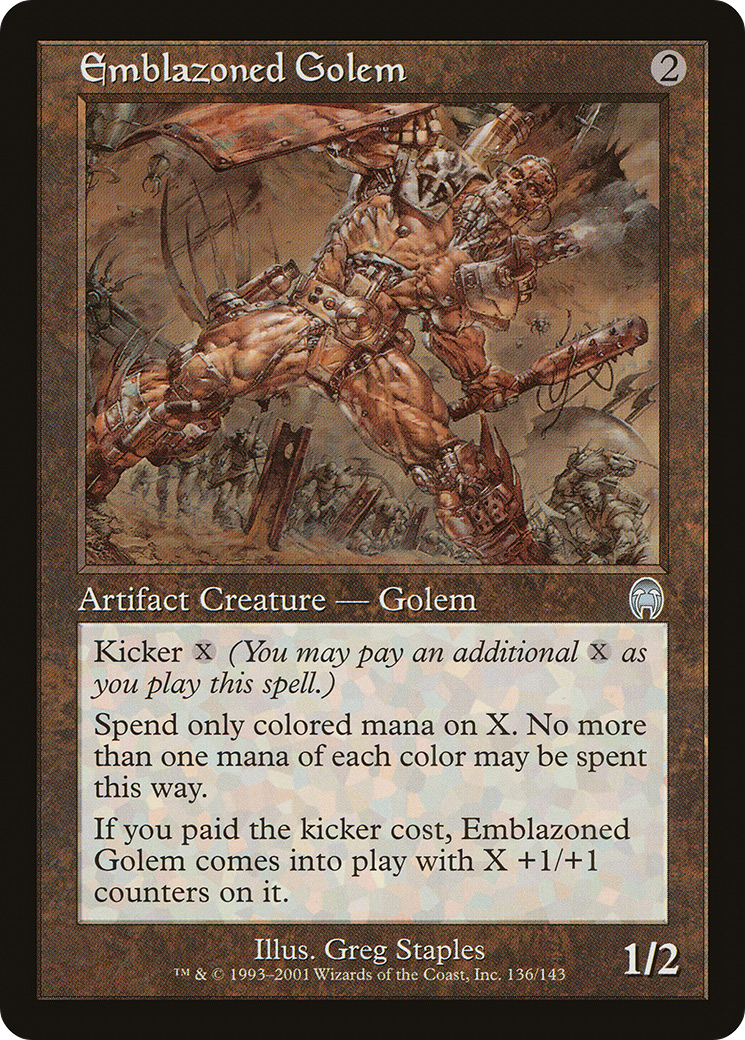 Emblazoned Golem 2
Artifact Creature — Golem
Kicker X (You may pay an additional X as
you play this spell.)
Spend only colored mana on X. No more
than one mana of each color may be spent
this way.
If you paid the kicker cost, Emblazoned
Golem comes into play with X +1/+1
counters on it.
Illus. Greg Staples
™ & © 1993–2001 Wizards of the Coast, Inc. 136/143
1/2